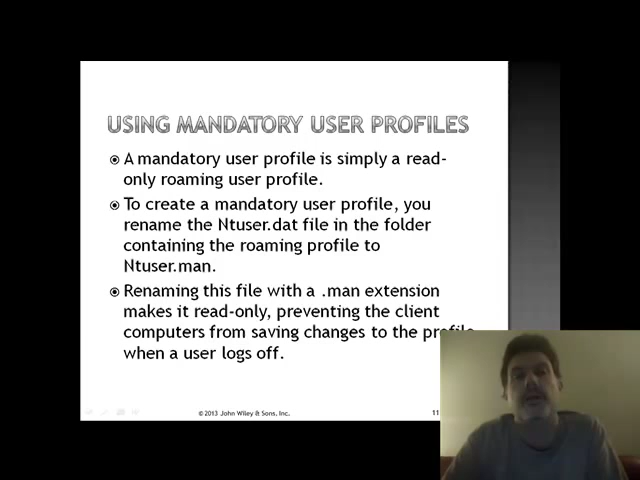 USING MANDATORY USER PROFILES
A mandatory user profile is simply a read-
only roaming user profile.
To create a mandatory user profile, you
rename the Ntuser.dat file in the folder
containing the roaming profile to
Ntuser.man.
Renaming this file with a .man extension
makes it read-only, preventing the client
computers from saving changes to the profile
when a user logs off.
© 2013 John Wiley & Sons, Inc.
11